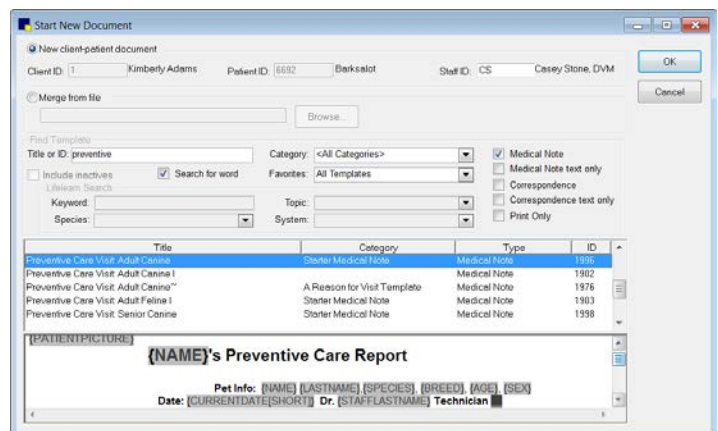 Start New Document
New client-patient document
Client ID: 1 Kimberly Adams Patient ID: 6692 Barksalot Staff ID: CS Casey Stone, DVM
OK
Cancel
Merge from file
Browse...
Find Template
Title or ID: preventive Category: <All Categories> Medical Note
Include inactives Search for word Favorites: All Templates Medical Note text only
Lifelearn Search Correspondence
Keyword: Topic: Correspondence text only
Species: System: Print Only
Title Category Type ID
Preventive Care Visit: Adult Canine Starter Medical Note Medical Note 1996
Preventive Care Visit: Adult Canine I Medical Note 1902
Preventive Care Visit: Adult Canine~ A Reason for Visit Template Medical Note 1976
Preventive Care Visit: Adult Feline I Starter Medical Note Medical Note 1903
Preventive Care Visit: Senior Canine Starter Medical Note Medical Note 1998
{PATIENTPICTURE}
{NAME}'s Preventive Care Report
Pet Info: {NAME} {LASTNAME},{SPECIES}, {BREED}, {AGE}, {SEX}
Date: {CURRENTDATE[SHORT]} Dr. {STAFFLASTNAME} Technician